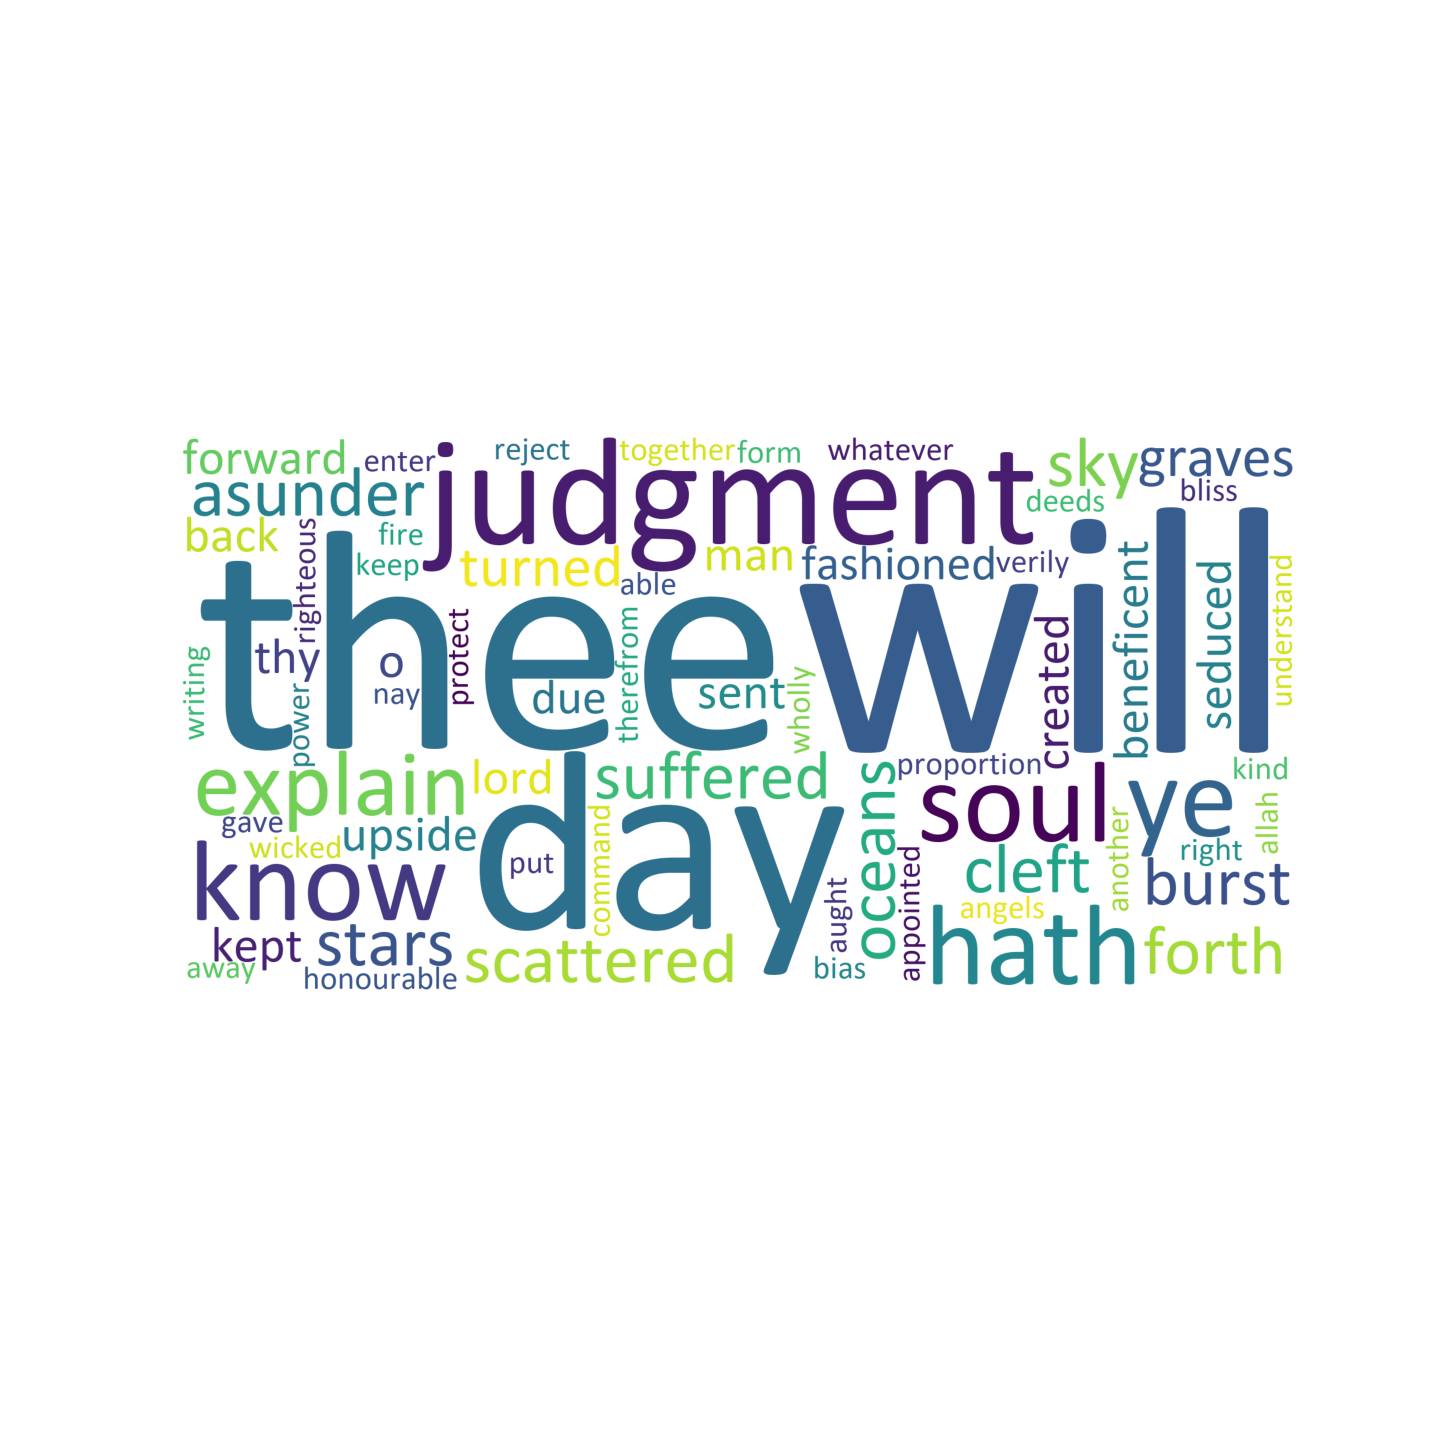 forward
enter
reject
together
form
whatever
sky
graves
asunder
judgment
deeds
bliss
back
righteous
fire
keep
turned
able
man
fashioned
verily
thee
will
writing
thy
o
nay
power
protect
due
therefrom
sent
wholly
created
beneficent
seduced
understand
explain
lord
suffered
proportion
kind
gave
wicked
upside
day
put
command
oceans
soul
ye
allah
another
right
know
cleft
burst
aught
appointed
angels
kept
stars
scattered
bias
hath
forth
away
honourable